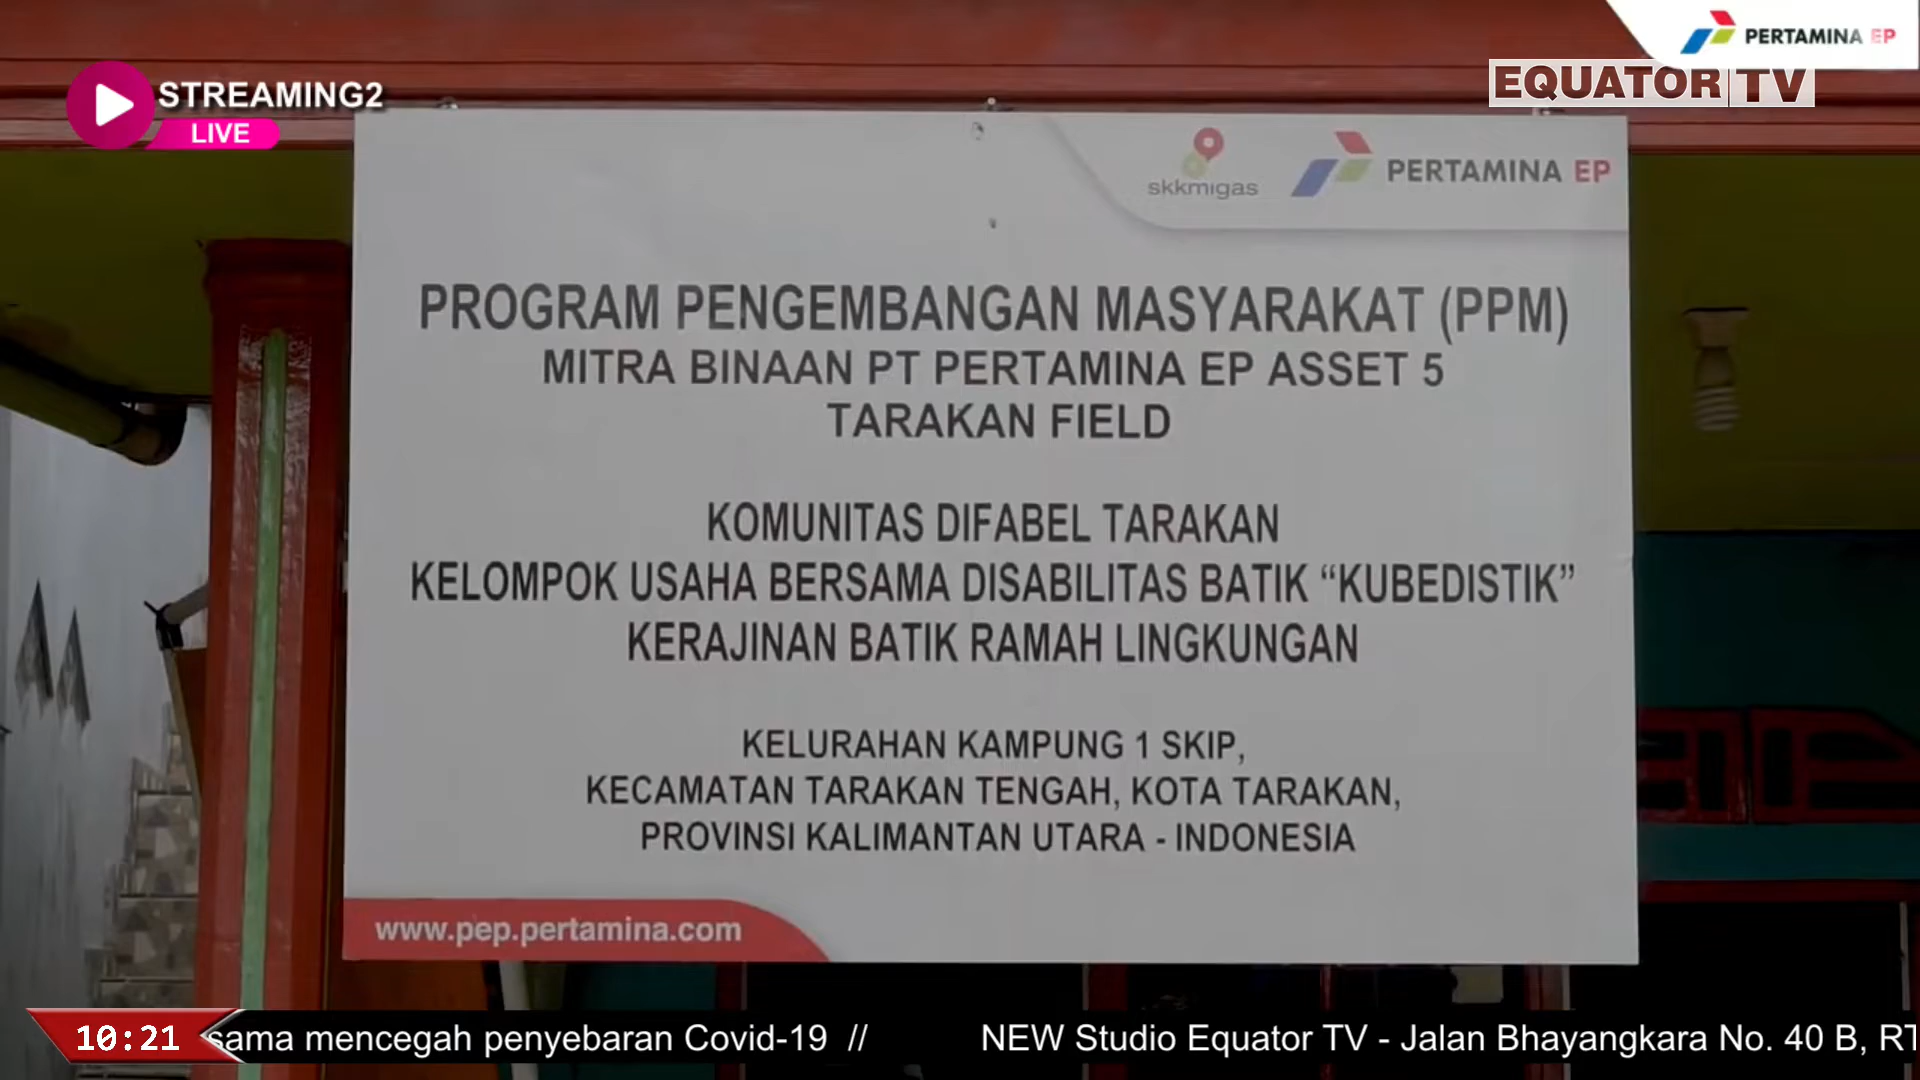 PERTAMINA EP
EQUATOR TV
STREAMING2
LIVE
skkmigas
PERTAMINA EP
PROGRAM PENGEMBANGAN MASYARAKAT (PPM)
MITRA BINAAN PT PERTAMINA EP ASSET 5
TARAKAN FIELD
KOMUNITAS DIFABEL TARAKAN
KELOMPOK USAHA BERSAMA DISABILITAS BATIK “KUBEDISTIK”
KERAJINAN BATIK RAMAH LINGKUNGAN
KELURAHAN KAMPUNG 1 SKIP,
KECAMATAN TARAKAN TENGAH, KOTA TARAKAN,
PROVINSI KALIMANTAN UTARA - INDONESIA
www.pep.pertamina.com
10:21 sama mencegah penyebaran Covid-19 // NEW Studio Equator TV - Jalan Bhayangkara No. 40 B, RT